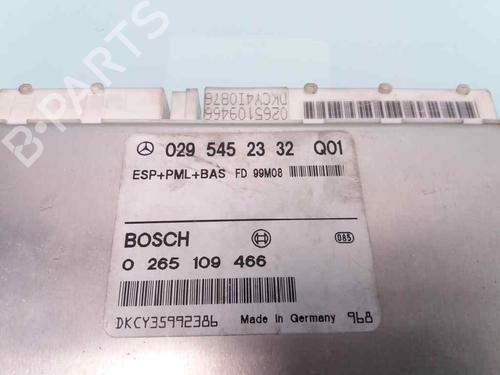 0265109466
DKCY4I0876
029 545 23 32 Q01
ESP+PML+BAS FD 99M08
BOSCH
085
0 265 109 466
DKCY35992386 Made in Germany 968
B-PARTS